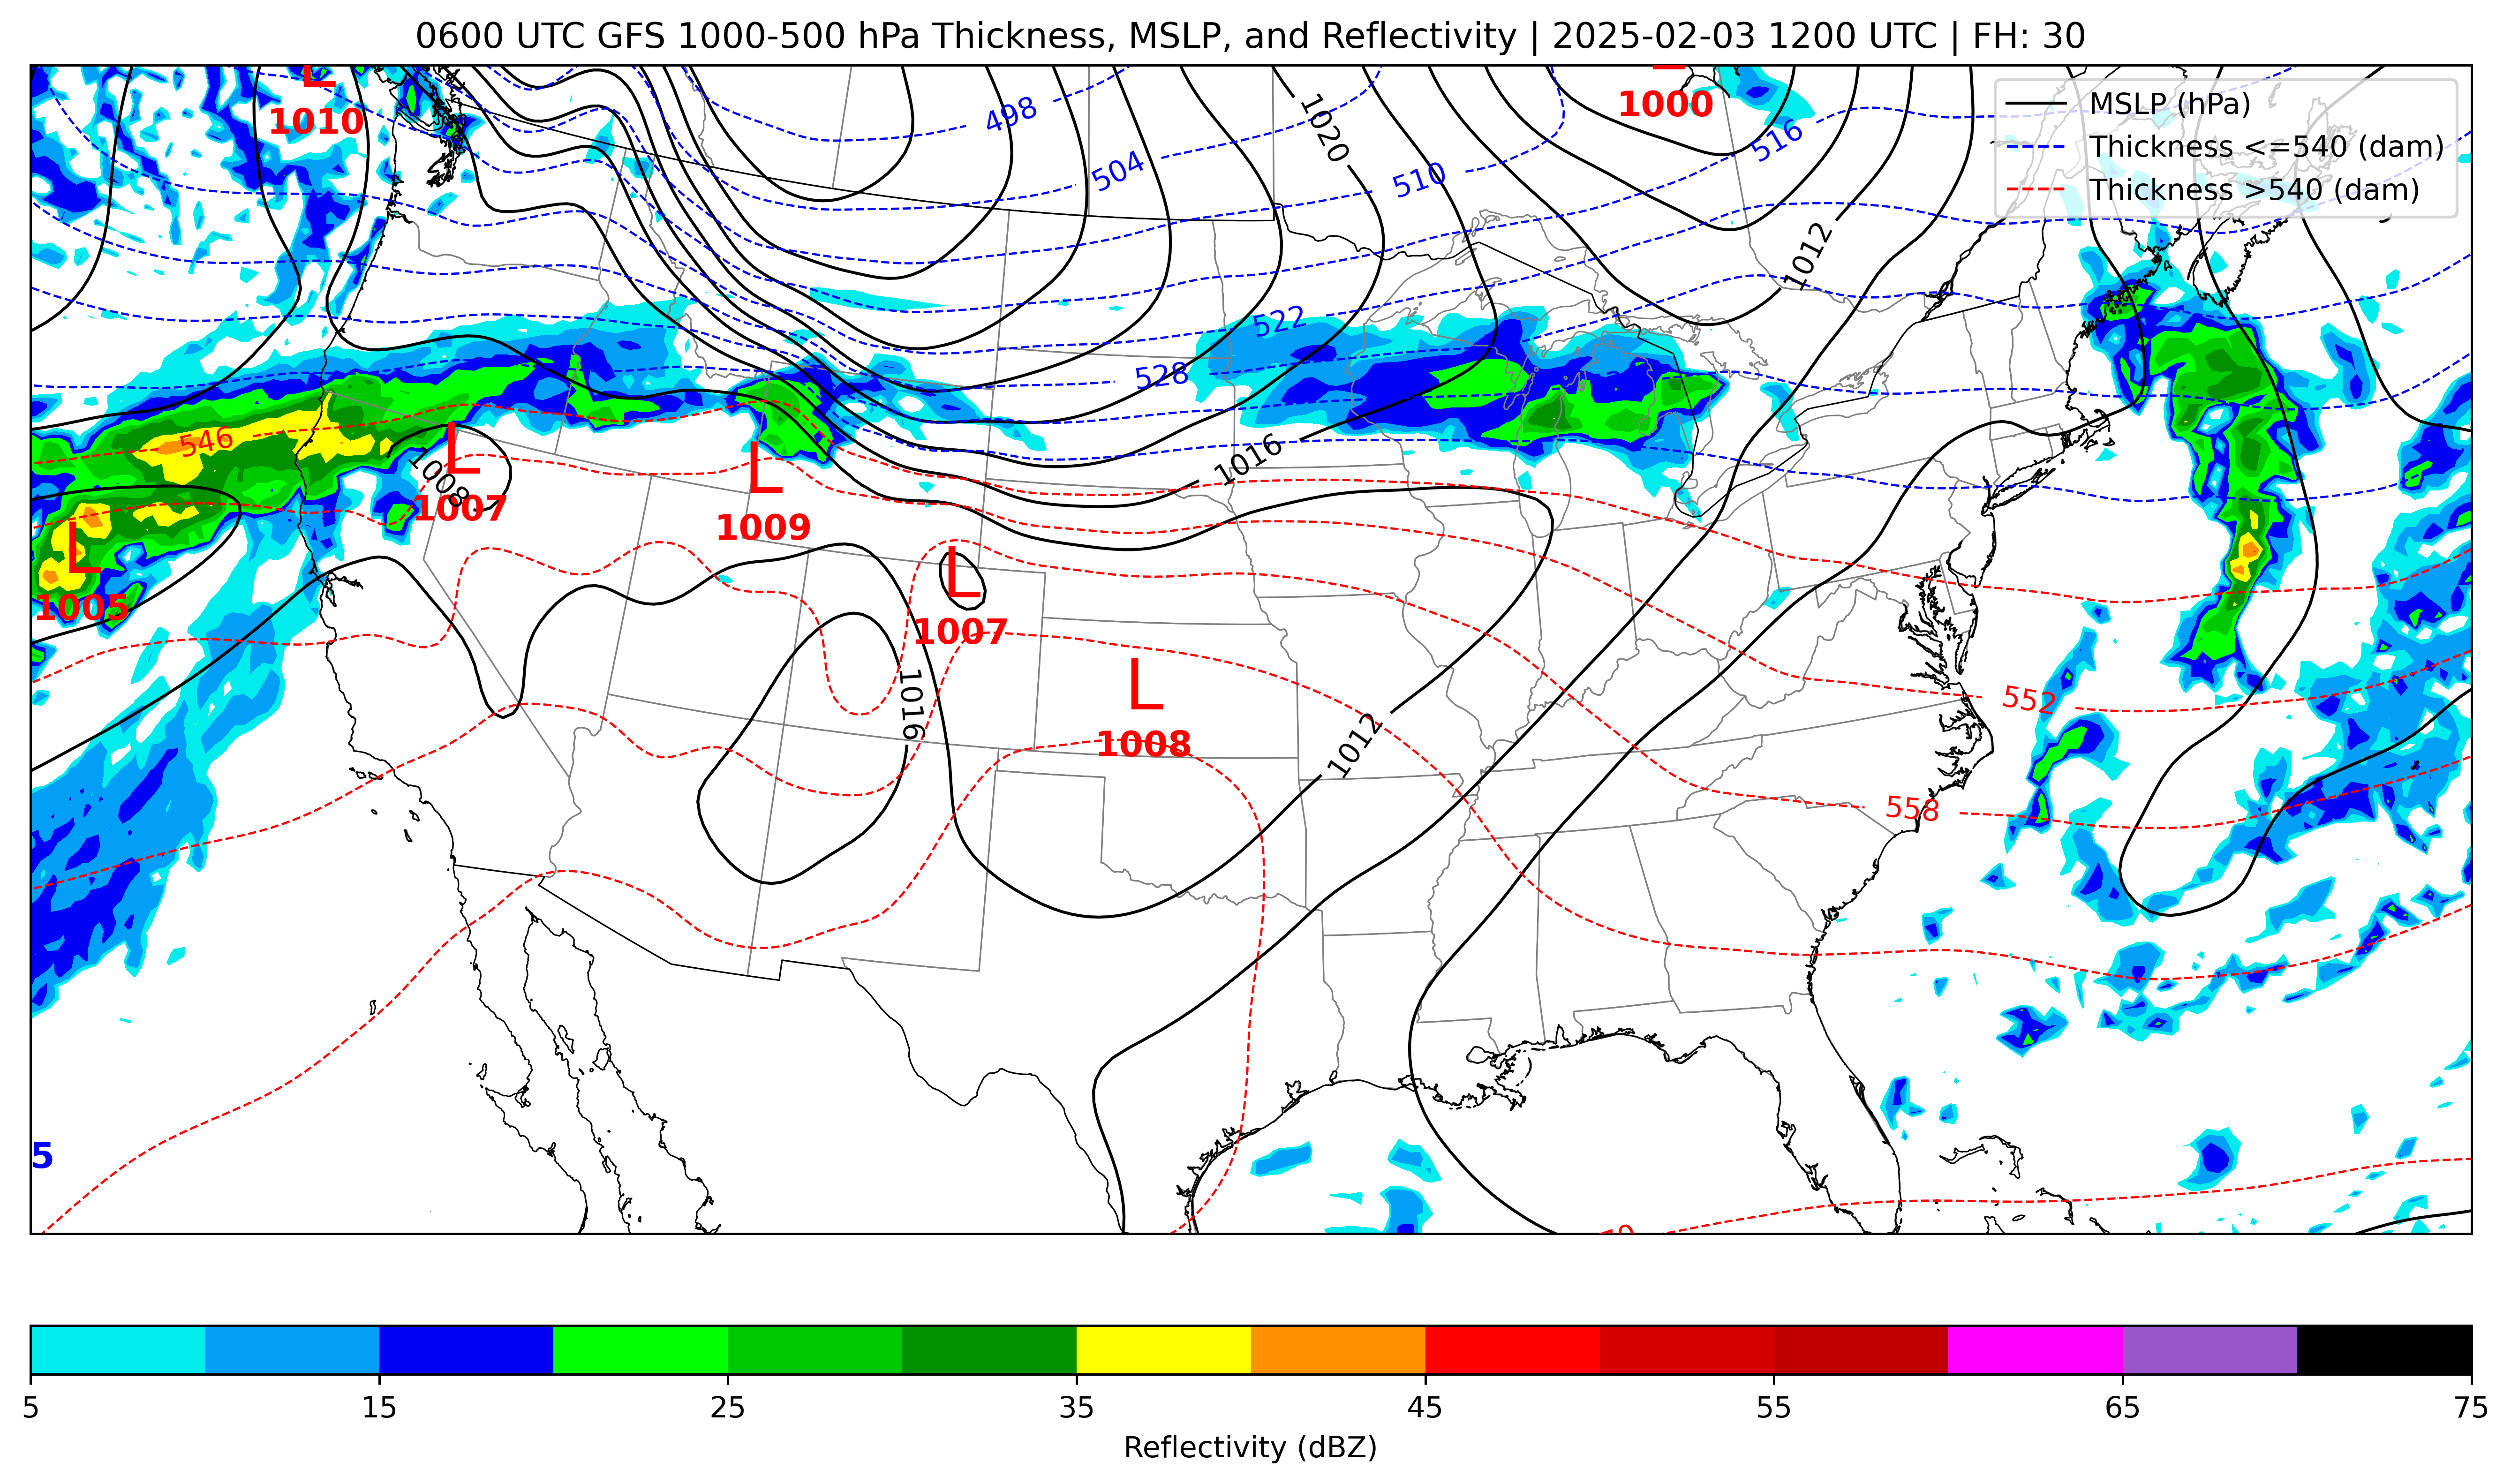 0600 UTC GFS 1000-500 hPa Thickness, MSLP, and Reflectivity | 2025-02-03 1200 UTC | FH: 30
MSLP (hPa)
Thickness <=540 (dam)
Thickness >540 (dam)
L
1010
1000
498
504
510
516
1020
1012
522
528
1016
546
1008
L
1007
L
1009
L
1005
L
1007
L
1008
1016
1012
552
558
5
5
15
25
35
45
55
65
75
Reflectivity (dBZ)